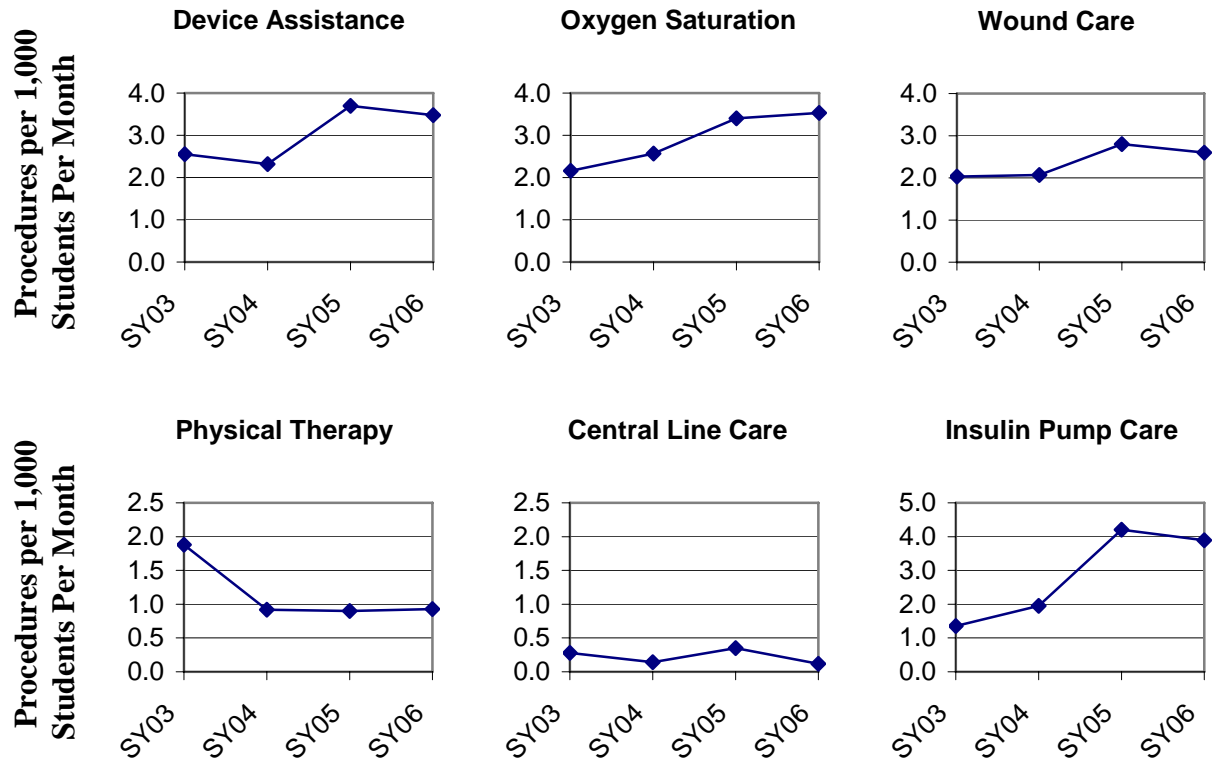 Procedures per 1,000
Students Per Month
Device Assistance
4.0
3.0
2.0
1.0
0.0
SY03
SY04
SY05
SY06
Oxygen Saturation
4.0
3.0
2.0
1.0
0.0
SY03
SY04
SY05
SY06
Wound Care
4.0
3.0
2.0
1.0
0.0
SY03
SY04
SY05
SY06
Procedures per 1,000
Students Per Month
Physical Therapy
2.5
2.0
1.5
1.0
0.5
0.0
SY03
SY04
SY05
SY06
Central Line Care
2.5
2.0
1.5
1.0
0.5
0.0
SY03
SY04
SY05
SY06
Insulin Pump Care
5.0
4.0
3.0
2.0
1.0
0.0
SY03
SY04
SY05
SY06